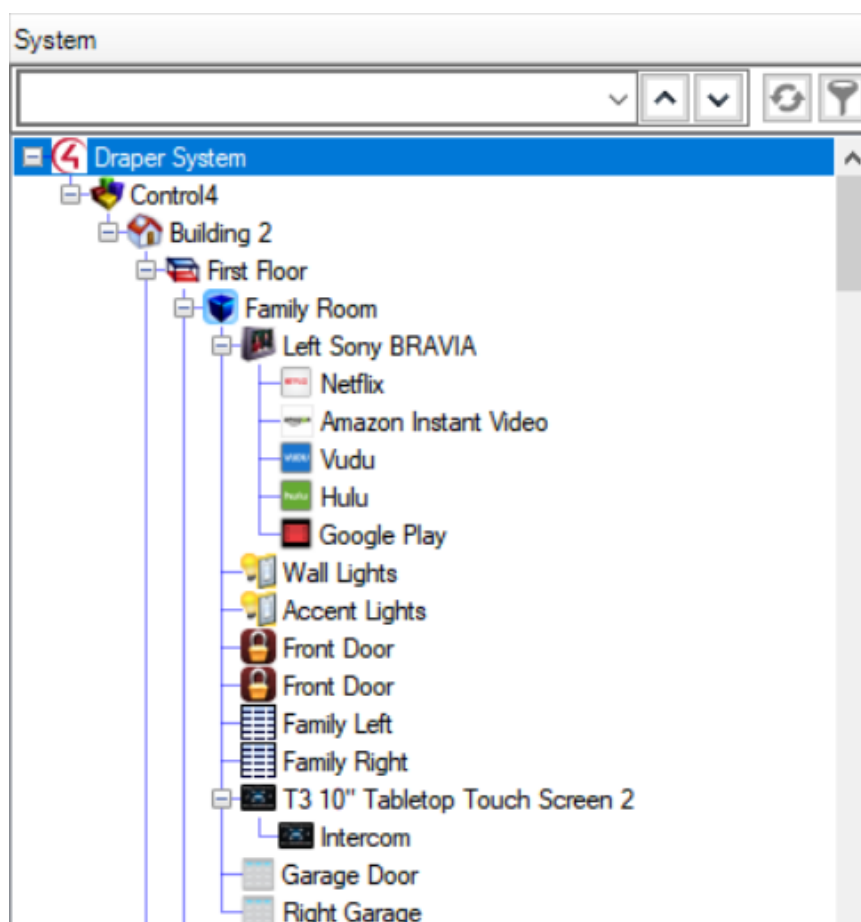 System
Draper System
Control4
Building 2
First Floor
Family Room
Left Sony BRAVIA
Netflix
Amazon Instant Video
Vudu
Hulu
Google Play
Wall Lights
Accent Lights
Front Door
Front Door
Family Left
Family Right
T3 10" Tabletop Touch Screen 2
Intercom
Garage Door
Right Garage